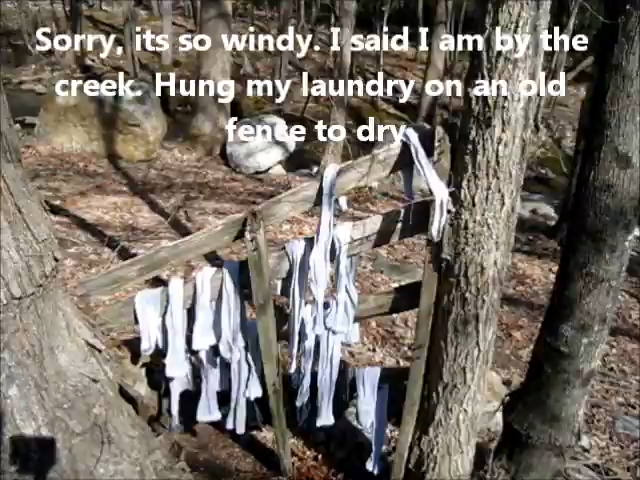 Sorry, its so windy. I said I am by the
creek. Hung my laundry on an old
fence to dry